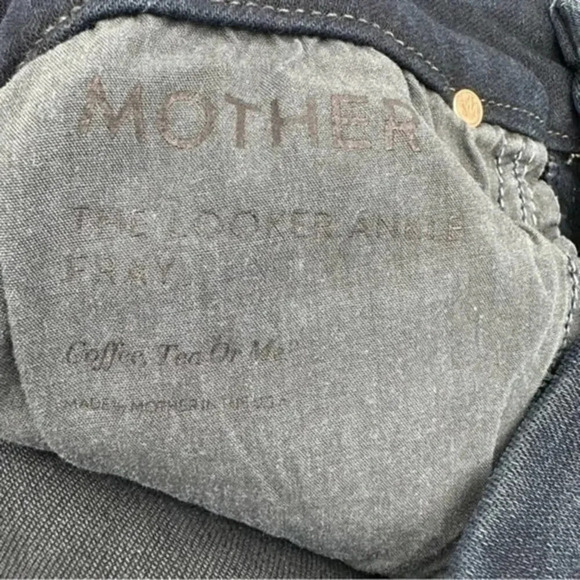 MOTHER
THE LOOKER ANKLE
FRAY
Coffee, Tea Or Me
MADE by MOTHER IN THE USA